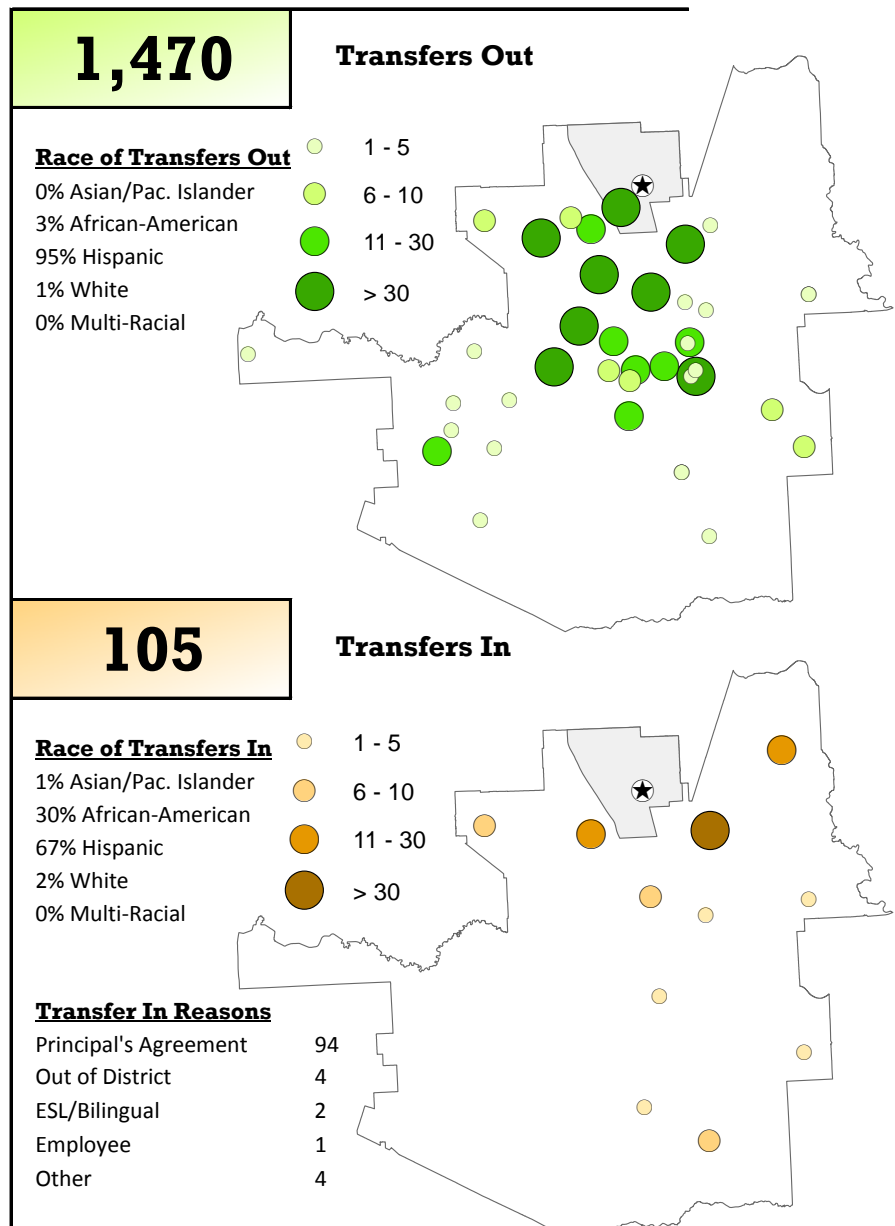 1,470
Transfers Out
Race of Transfers Out
0% Asian/Pac. Islander
3% African-American
95% Hispanic
1% White
0% Multi-Racial
1 - 5
6 - 10
11 - 30
> 30
105
Transfers In
Race of Transfers In
1% Asian/Pac. Islander
30% African-American
67% Hispanic
2% White
0% Multi-Racial
1 - 5
6 - 10
11 - 30
> 30
Transfer In Reasons
Principal's Agreement 94
Out of District 4
ESL/Bilingual 2
Employee 1
Other 4